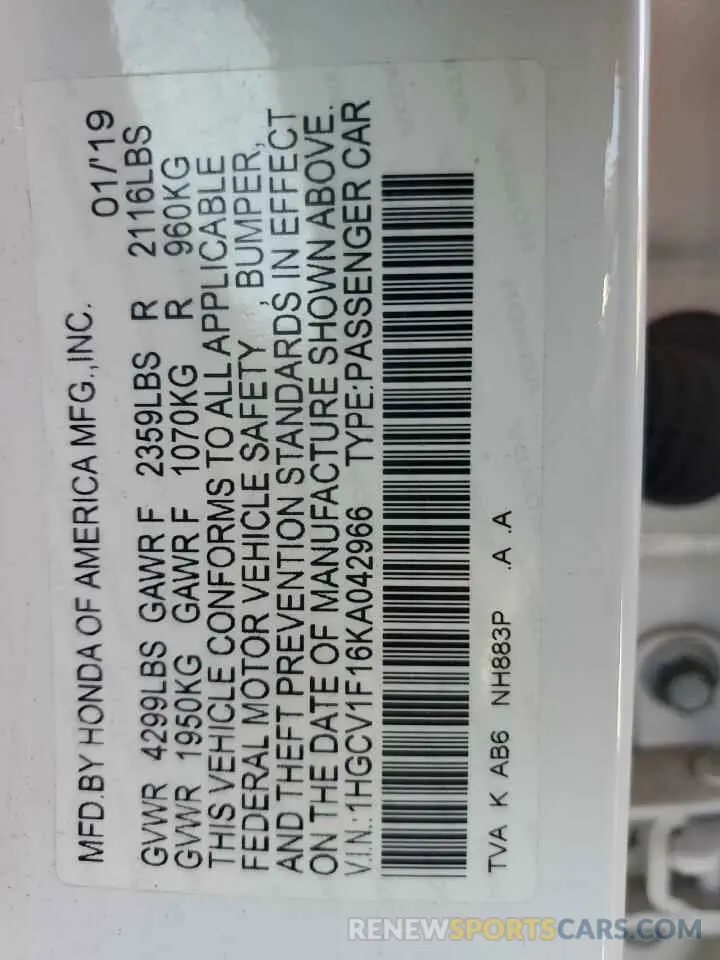 MFD.BY HONDA OF AMERICA MFG.,INC. 01/'19
GVWR 4299LBS GAWR F 2359LBS R 2116LBS
GVWR 1950KG GAWR F 1070KG R 960KG
THIS VEHICLE CONFORMS TO ALL APPLICABLE
FEDERAL MOTOR VEHICLE SAFETY, BUMPER,
AND THEFT PREVENTION STANDARDS IN EFFECT
ON THE DATE OF MANUFACTURE SHOWN ABOVE.
V.I.N.:1HGCV1F16KA042966 TYPE:PASSENGER CAR
TVA K AB6 NH883P .A .A
RENEWSPORTSCARS.COM